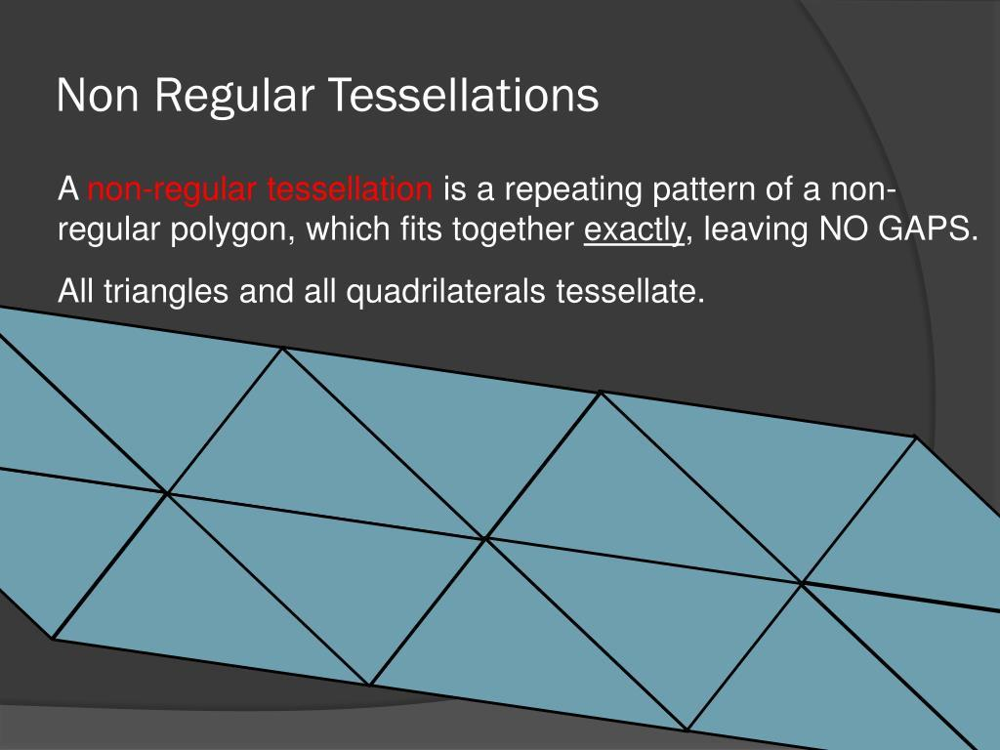 Non Regular Tessellations
A non-regular tessellation is a repeating pattern of a non-
regular polygon, which fits together exactly, leaving NO GAPS.
All triangles and all quadrilaterals tessellate.